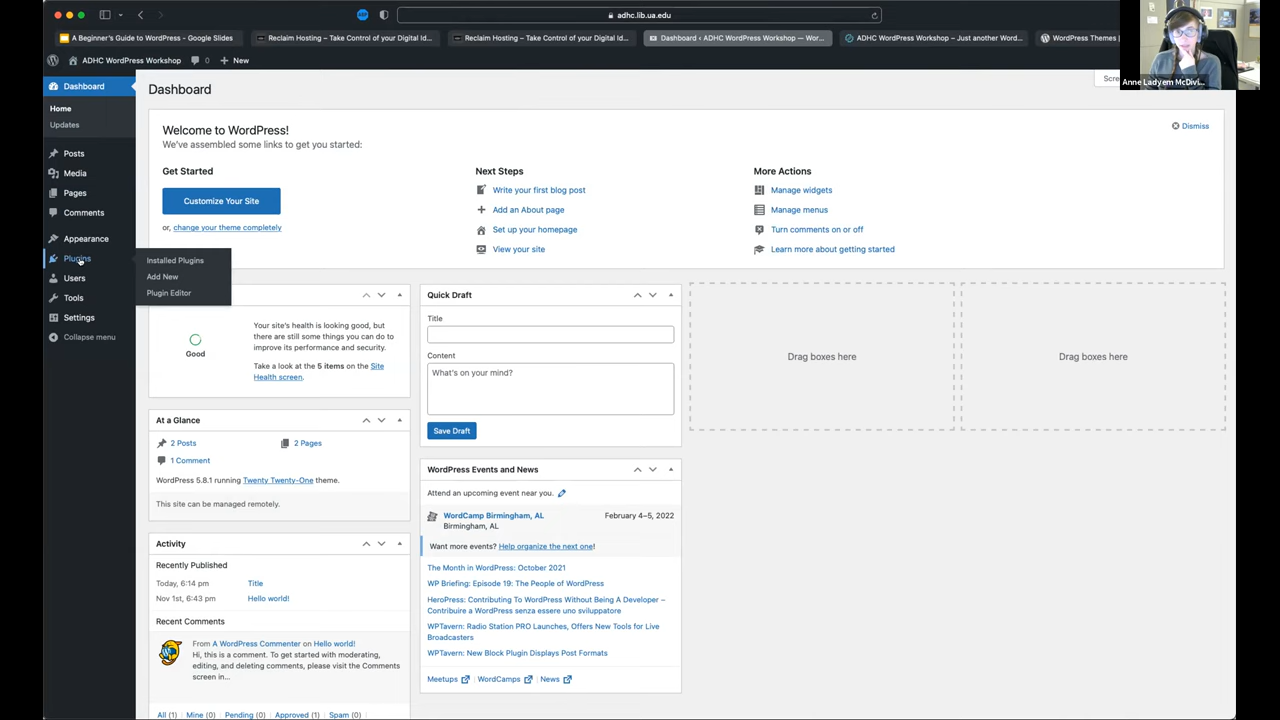 adhc.lib.ua.edu
A Beginner's Guide to WordPress - Google Slides
Reclaim Hosting – Take Control of your Digital Id...
Reclaim Hosting – Take Control of your Digital Id...
Dashboard ‹ ADHC WordPress Workshop — Wor...
ADHC WordPress Workshop – Just another Word...
WordPress Themes |
Anne Ladyem McDivi...
ADHC WordPress Workshop
0
New
Scre
Dashboard
Home
Updates
Posts
Media
Pages
Comments
Appearance
Plugins
Users
Tools
Settings
Collapse menu
Installed Plugins
Add New
Plugin Editor
Dashboard
Welcome to WordPress!
Dismiss
We've assembled some links to get you started:
Get Started
Customize Your Site
or, change your theme completely
Next Steps
Write your first blog post
Add an About page
Set up your homepage
View your site
More Actions
Manage widgets
Manage menus
Turn comments on or off
Learn more about getting started
Good
Your site's health is looking good, but
there are still some things you can do to
improve its performance and security.
Take a look at the 5 items on the Site
Health screen.
At a Glance
2 Posts
2 Pages
1 Comment
WordPress 5.8.1 running Twenty Twenty-One theme.
This site can be managed remotely.
Activity
Recently Published
Today, 6:14 pm
Title
Nov 1st, 6:43 pm
Hello world!
Recent Comments
From A WordPress Commenter on Hello world!
Hi, this is a comment. To get started with moderating,
editing, and deleting comments, please visit the Comments
screen in...
All (1) | Mine (0) | Pending (0) | Approved (1) | Spam (0) |
Quick Draft
Title
Content
What's on your mind?
Save Draft
WordPress Events and News
Attend an upcoming event near you.
WordCamp Birmingham, AL
February 4–5, 2022
Birmingham, AL
Want more events? Help organize the next one!
The Month in WordPress: October 2021
WP Briefing: Episode 19: The People of WordPress
HeroPress: Contributing To WordPress Without Being A Developer –
Contribuire a WordPress senza essere uno sviluppatore
WPTavern: Radio Station PRO Launches, Offers New Tools for Live
Broadcasters
WPTavern: New Block Plugin Displays Post Formats
Meetups | WordCamps | News
Drag boxes here
Drag boxes here